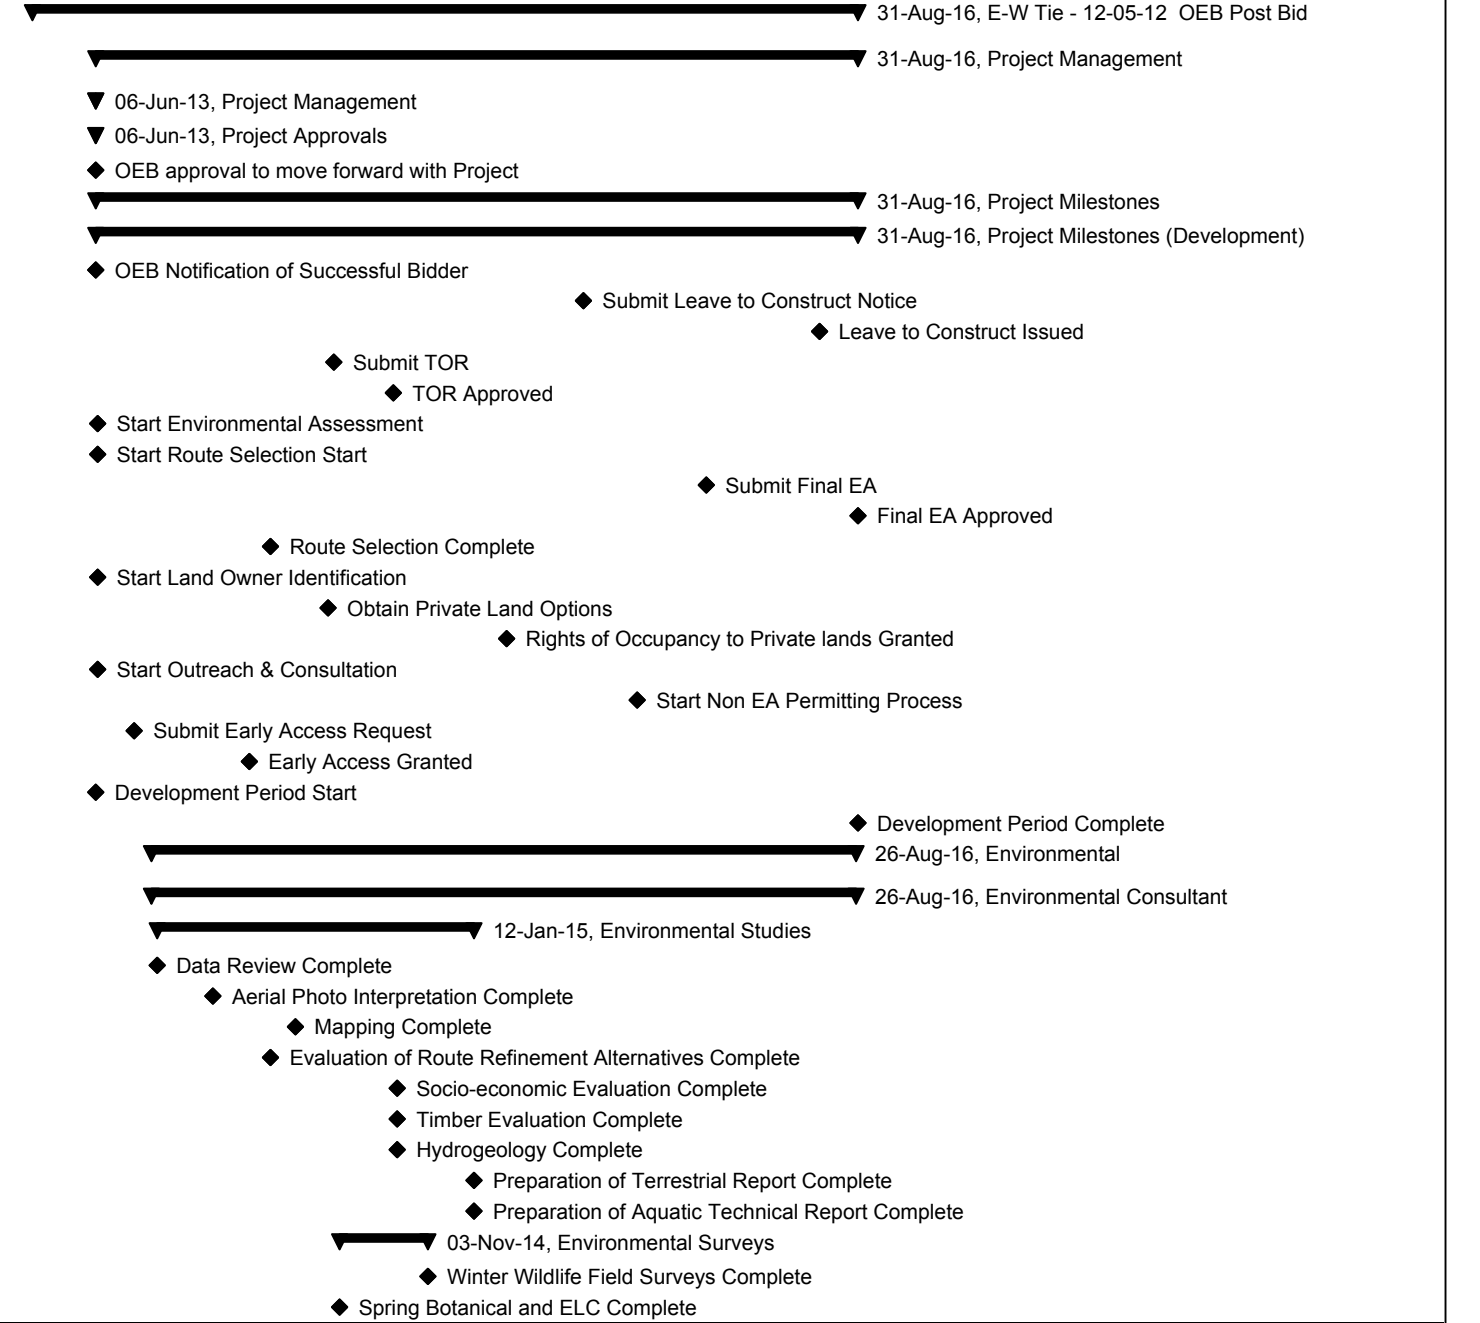 31-Aug-16, E-W Tie - 12-05-12  OEB Post Bid
31-Aug-16, Project Management
06-Jun-13, Project Management
06-Jun-13, Project Approvals
OEB approval to move forward with Project
31-Aug-16, Project Milestones
31-Aug-16, Project Milestones (Development)
OEB Notification of Successful Bidder
Submit Leave to Construct Notice
Leave to Construct Issued
Submit TOR
TOR Approved
Start Environmental Assessment
Start Route Selection Start
Submit Final EA
Final EA Approved
Route Selection Complete
Start Land Owner Identification
Obtain Private Land Options
Rights of Occupancy to Private lands Granted
Start Outreach & Consultation
Start Non EA Permitting Process
Submit Early Access Request
Early Access Granted
Development Period Start
Development Period Complete
26-Aug-16, Environmental
26-Aug-16, Environmental Consultant
12-Jan-15, Environmental Studies
Data Review Complete
Aerial Photo Interpretation Complete
Mapping Complete
Evaluation of Route Refinement Alternatives Complete
Socio-economic Evaluation Complete
Timber Evaluation Complete
Hydrogeology Complete
Preparation of Terrestrial Report Complete
Preparation of Aquatic Technical Report Complete
03-Nov-14, Environmental Surveys
Winter Wildlife Field Surveys Complete
Spring Botanical and ELC Complete